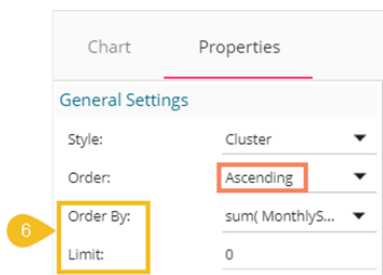 Chart Properties
General Settings
Style: Cluster
Order: Ascending
6 Order By: sum( MonthlyS...
Limit: 0